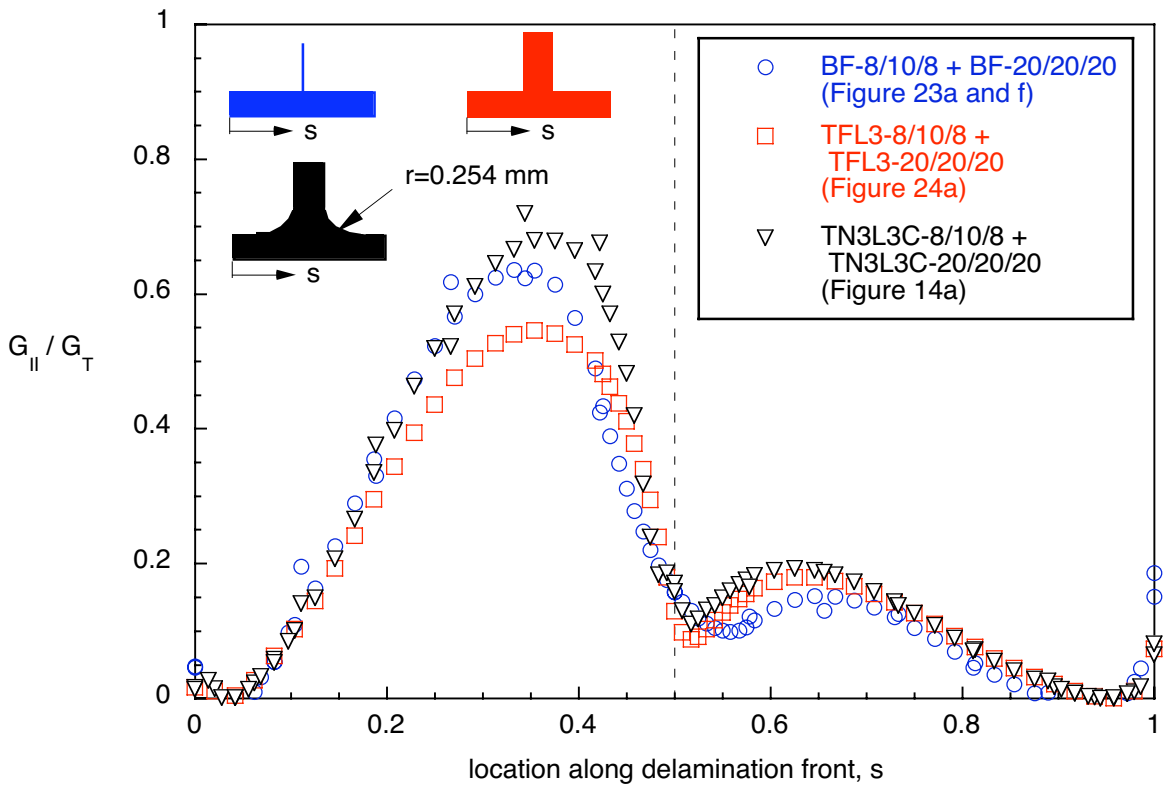 1
0.8
0.6
0.4
0.2
0
G_II / G_T
0
0.2
0.4
0.6
0.8
1
location along delamination front, s
s
s
r=0.254 mm
s
BF-8/10/8 + BF-20/20/20
(Figure 23a and f)
TFL3-8/10/8 +
TFL3-20/20/20
(Figure 24a)
TN3L3C-8/10/8 +
TN3L3C-20/20/20
(Figure 14a)